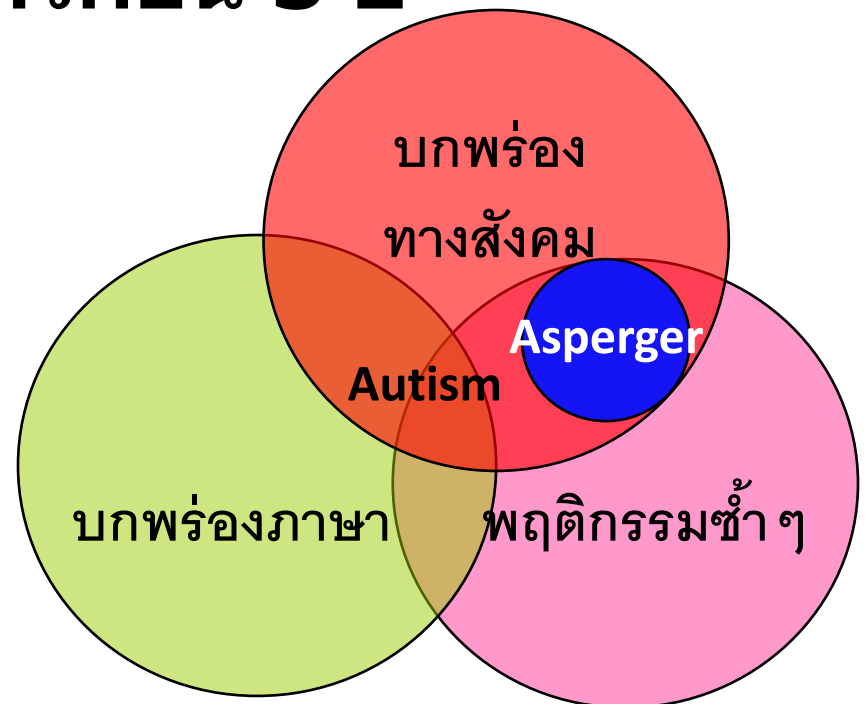 บกพร่อง
ทางสังคม
Asperger
Autism
บกพร่องภาษา
พฤติกรรมซ้ำ ๆ